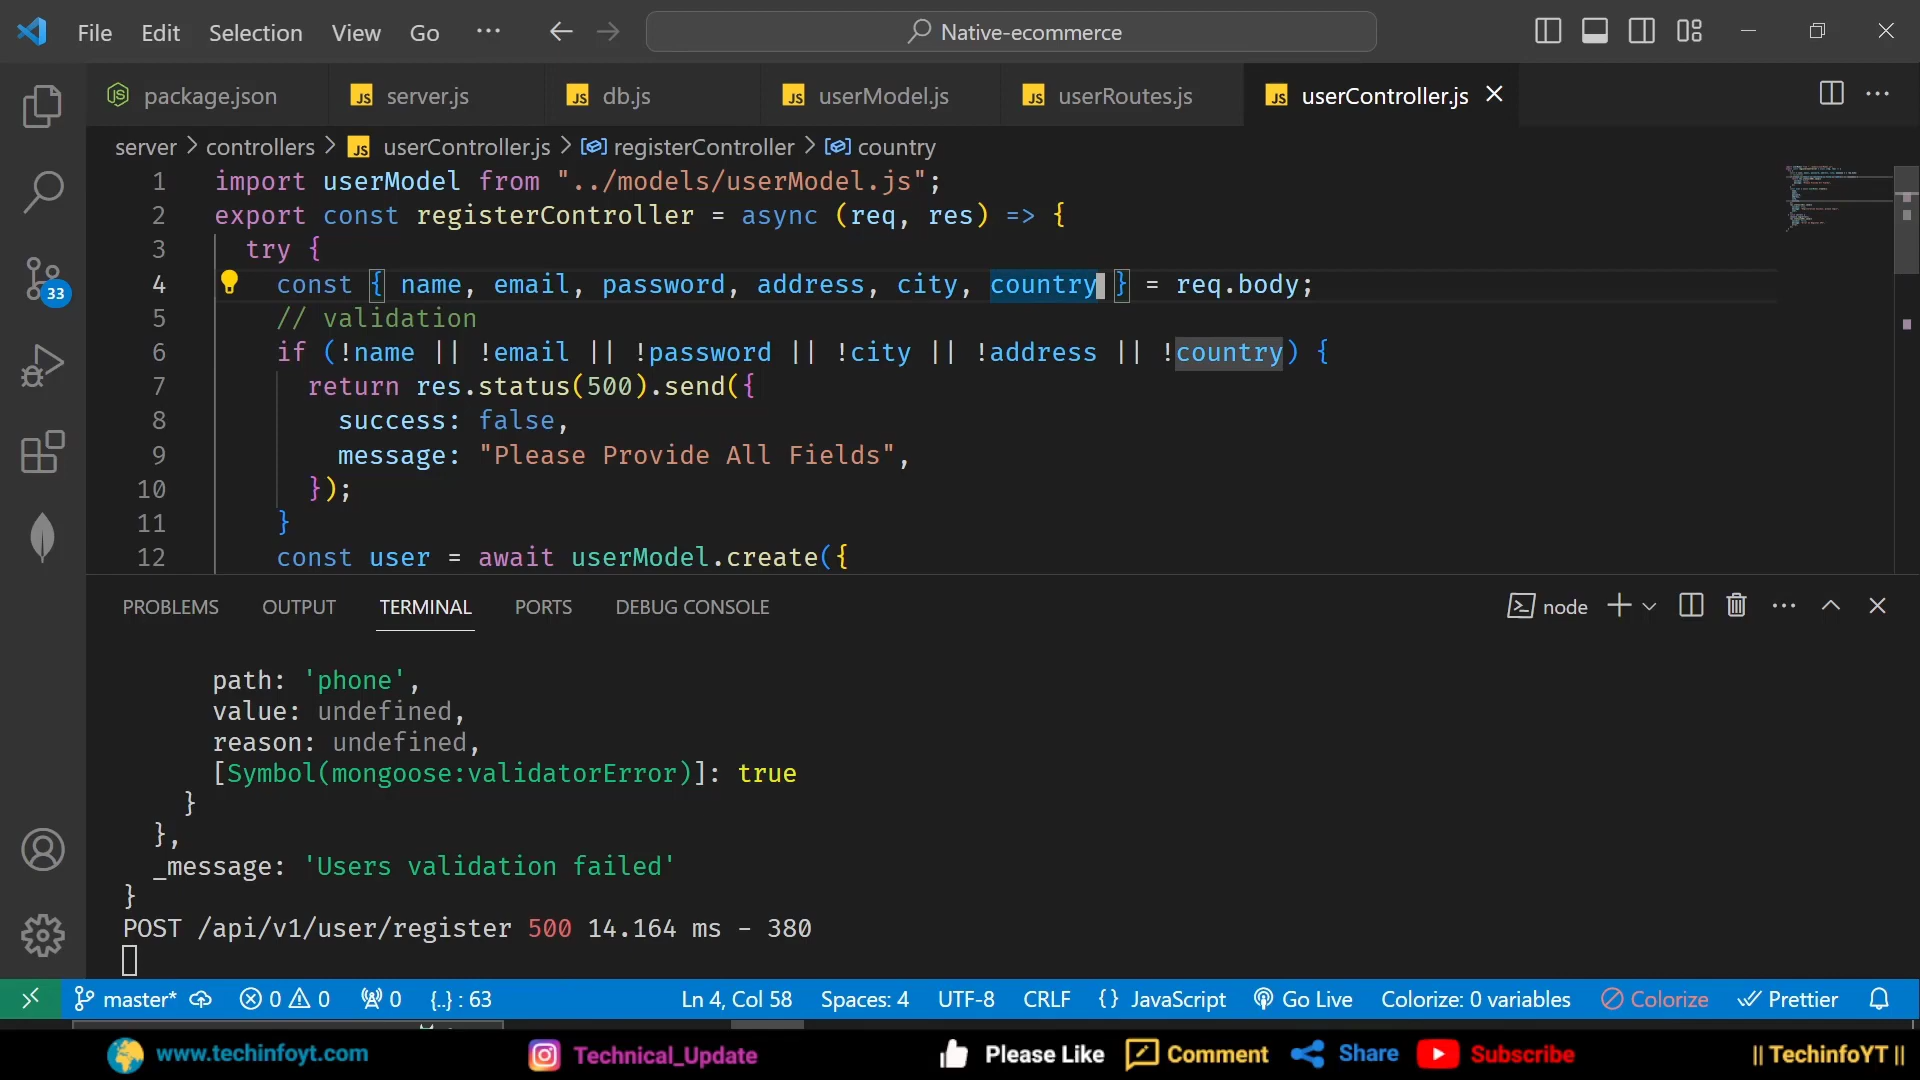 File Edit Selection View Go ··· Native-ecommerce
package.json server.js db.js userModel.js userRoutes.js userController.js
server > controllers > JS userController.js > registerController > country
1 import userModel from "../models/userModel.js";
2 export const registerController = async (req, res) => {
3 try {
4 const { name, email, password, address, city, country } = req.body;
5 // validation
6 if (!name || !email || !password || !city || !address || !country) {
7 return res.status(500).send({
8 success: false,
9 message: "Please Provide All Fields",
10 });
11 }
12 const user = await userModel.create({
PROBLEMS OUTPUT TERMINAL PORTS DEBUG CONSOLE node
path: 'phone',
value: undefined,
reason: undefined,
[Symbol(mongoose:validatorError)]: true
}
},
_message: 'Users validation failed'
}
POST /api/v1/user/register 500 14.164 ms - 380
33
master* 0 0 0 {..} : 63 Ln 4, Col 58 Spaces: 4 UTF-8 CRLF {} JavaScript Go Live Colorize: 0 variables Colorize Prettier
www.techinfoyt.com Technical_Update Please Like Comment Share Subscribe || TechinfoYT ||